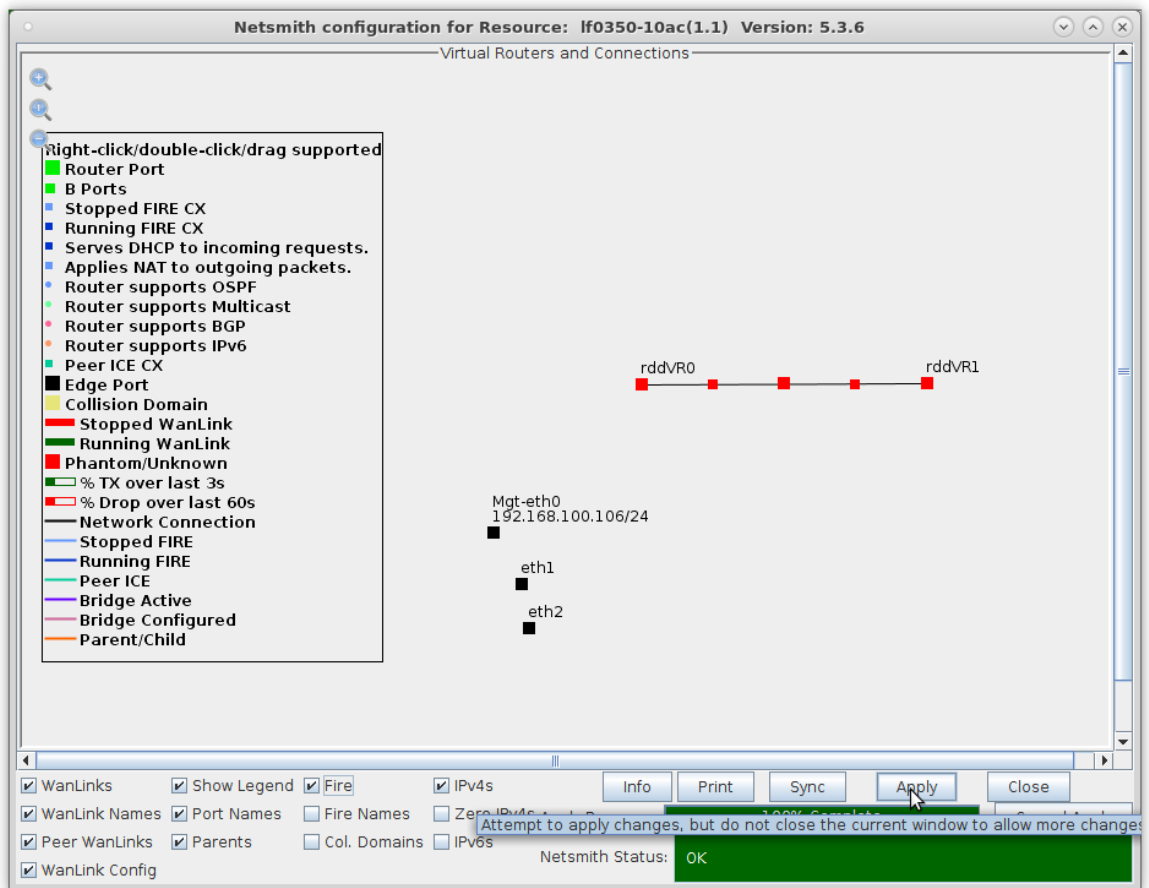 Netsmith configuration for Resource: lf0350-10ac(1.1) Version: 5.3.6
Virtual Routers and Connections
Right-click/double-click/drag supported
Router Port
B Ports
Stopped FIRE CX
Running FIRE CX
Serves DHCP to incoming requests.
Applies NAT to outgoing packets.
Router supports OSPF
Router supports Multicast
Router supports BGP
Router supports IPv6
Peer ICE CX
Edge Port
Collision Domain
Stopped WanLink
Running WanLink
Phantom/Unknown
% TX over last 3s
% Drop over last 60s
Network Connection
Stopped FIRE
Running FIRE
Peer ICE
Bridge Active
Bridge Configured
Parent/Child
rddVR0 rddVR1
Mgt-eth0
192.168.100.106/24
eth1
eth2
WanLinks Show Legend Fire IPv4s Info Print Sync Apply Close
WanLink Names Port Names Fire Names Zero IPv4s 100% Complete
Attempt to apply changes, but do not close the current window to allow more changes
Peer WanLinks Parents Col. Domains IPv6s Netsmith Status: OK
WanLink Config